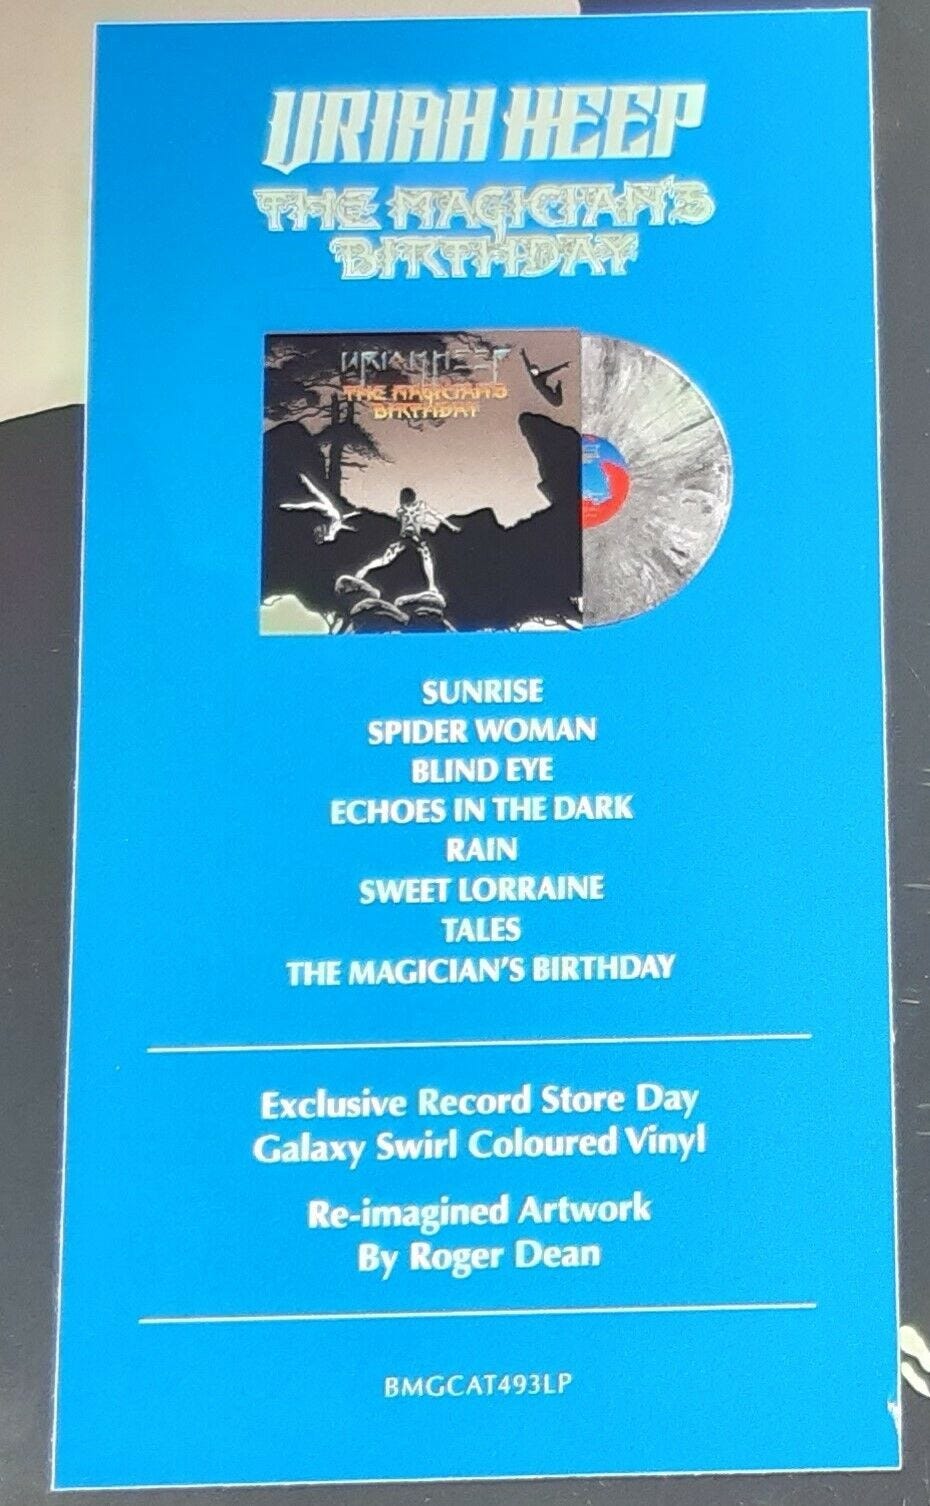 URIAH HEEP
THE MAGICIAN'S
BIRTHDAY
URIAH HEEP
THE MAGICIAN'S
BIRTHDAY
SUNRISE
SPIDER WOMAN
BLIND EYE
ECHOES IN THE DARK
RAIN
SWEET LORRAINE
TALES
THE MAGICIAN'S BIRTHDAY
Exclusive Record Store Day
Galaxy Swirl Coloured Vinyl
Re-imagined Artwork
By Roger Dean
BMGCAT493LP